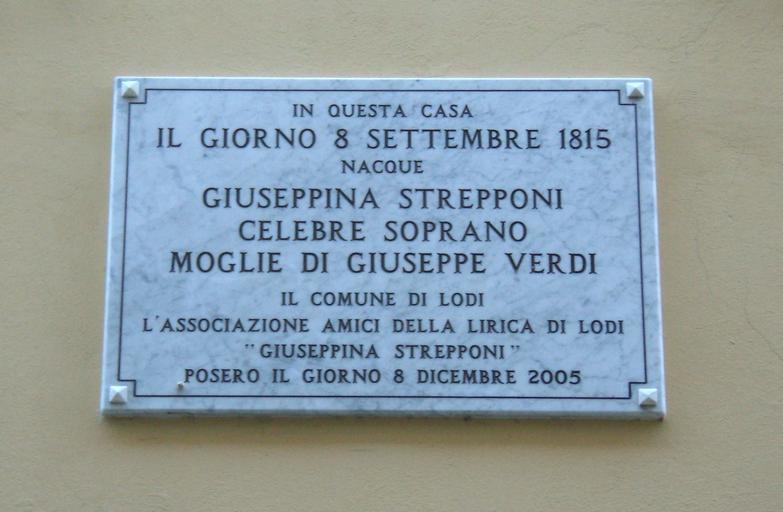 IN QUESTA CASA
IL GIORNO 8 SETTEMBRE 1815
NACQUE
GIUSEPPINA STREPPONI
CELEBRE SOPRANO
MOGLIE DI GIUSEPPE VERDI
IL COMUNE DI LODI
L'ASSOCIAZIONE AMICI DELLA LIRICA DI LODI
"GIUSEPPINA STREPPONI"
POSERO IL GIORNO 8 DICEMBRE 2005